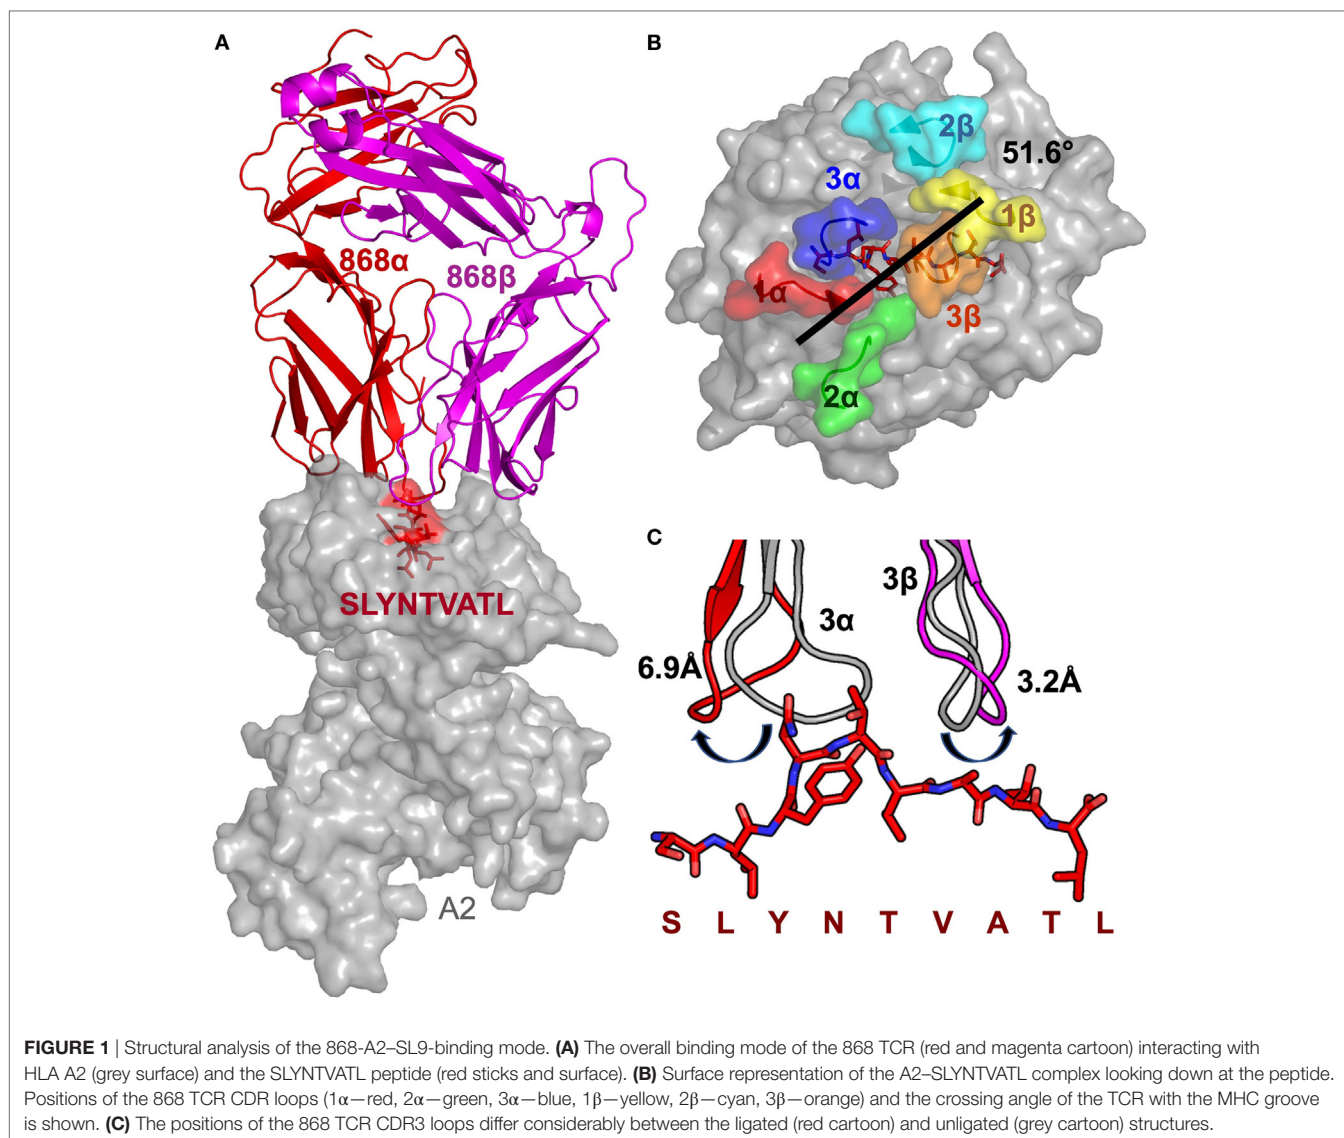 A
868α
868β
SLYNTVATL
A2
B
2β
51.6°
3α
1β
1α
3β
2α
C
3β
3α
6.9Å
3.2Å
S L Y N T V A T L
FIGURE 1 | Structural analysis of the 868-A2–SL9-binding mode. (A) The overall binding mode of the 868 TCR (red and magenta cartoon) interacting with
HLA A2 (grey surface) and the SLYNTVATL peptide (red sticks and surface). (B) Surface representation of the A2–SLYNTVATL complex looking down at the peptide.
Positions of the 868 TCR CDR loops (1α—red, 2α—green, 3α—blue, 1β—yellow, 2β—cyan, 3β—orange) and the crossing angle of the TCR with the MHC groove
is shown. (C) The positions of the 868 TCR CDR3 loops differ considerably between the ligated (red cartoon) and unligated (grey cartoon) structures.